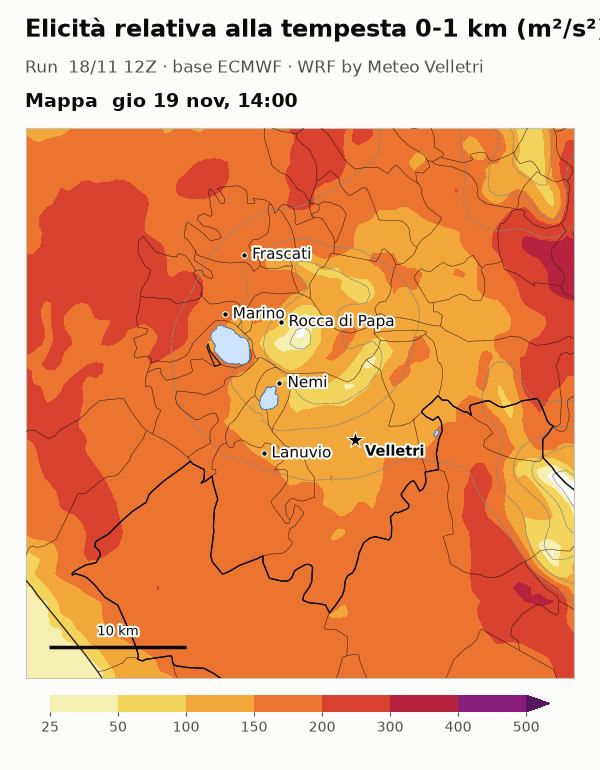 Elicità relativa alla tempesta 0-1 km (m²/s²)
Run 18/11 12Z · base ECMWF · WRF by Meteo Velletri
Mappa gio 19 nov, 14:00
Frascati
Marino
Rocca di Papa
Nemi
Velletri
Lanuvio
10 km
25 50 100 150 200 300 400 500